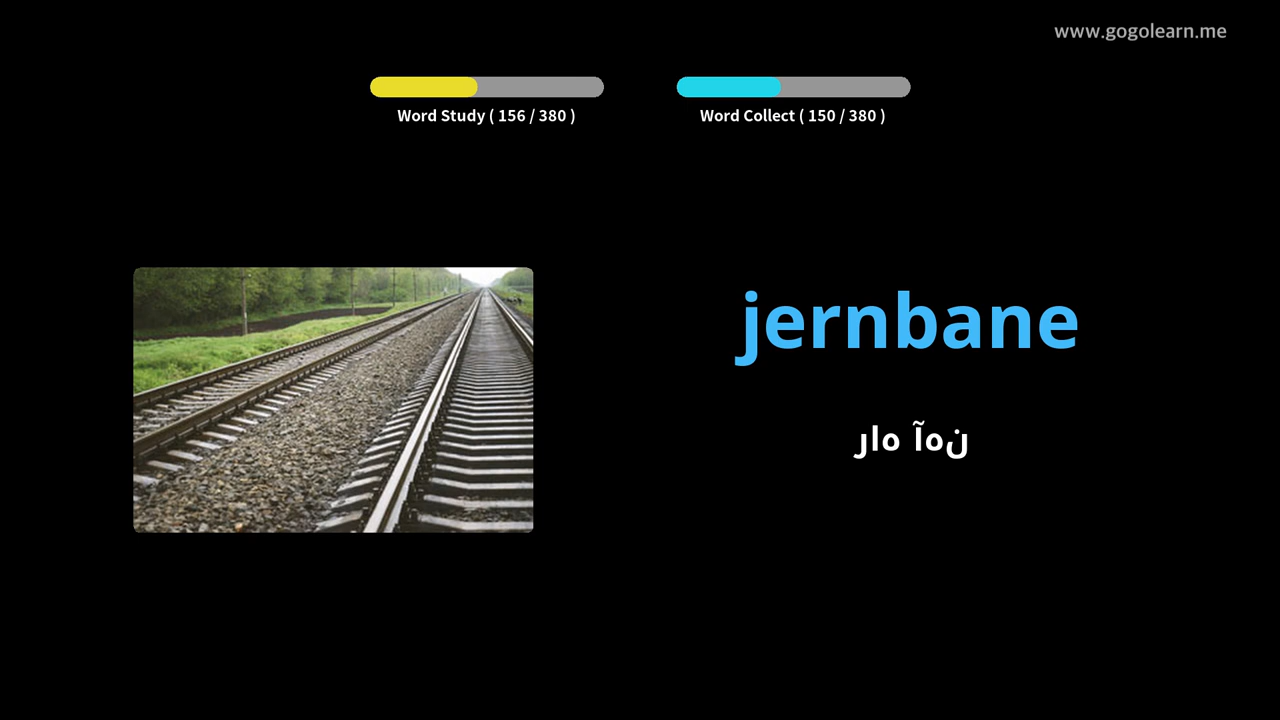 www.gogolearn.me
Word Study ( 156 / 380 )
Word Collect ( 150 / 380 )
jernbane
راه آهن